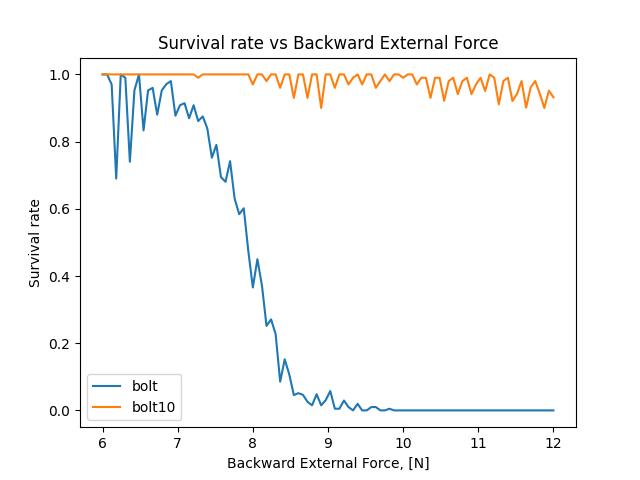 Survival rate vs Backward External Force
1.0
0.8
0.6
0.4
0.2
0.0
Survival rate
bolt
bolt10
6 7 8 9 10 11 12
Backward External Force, [N]